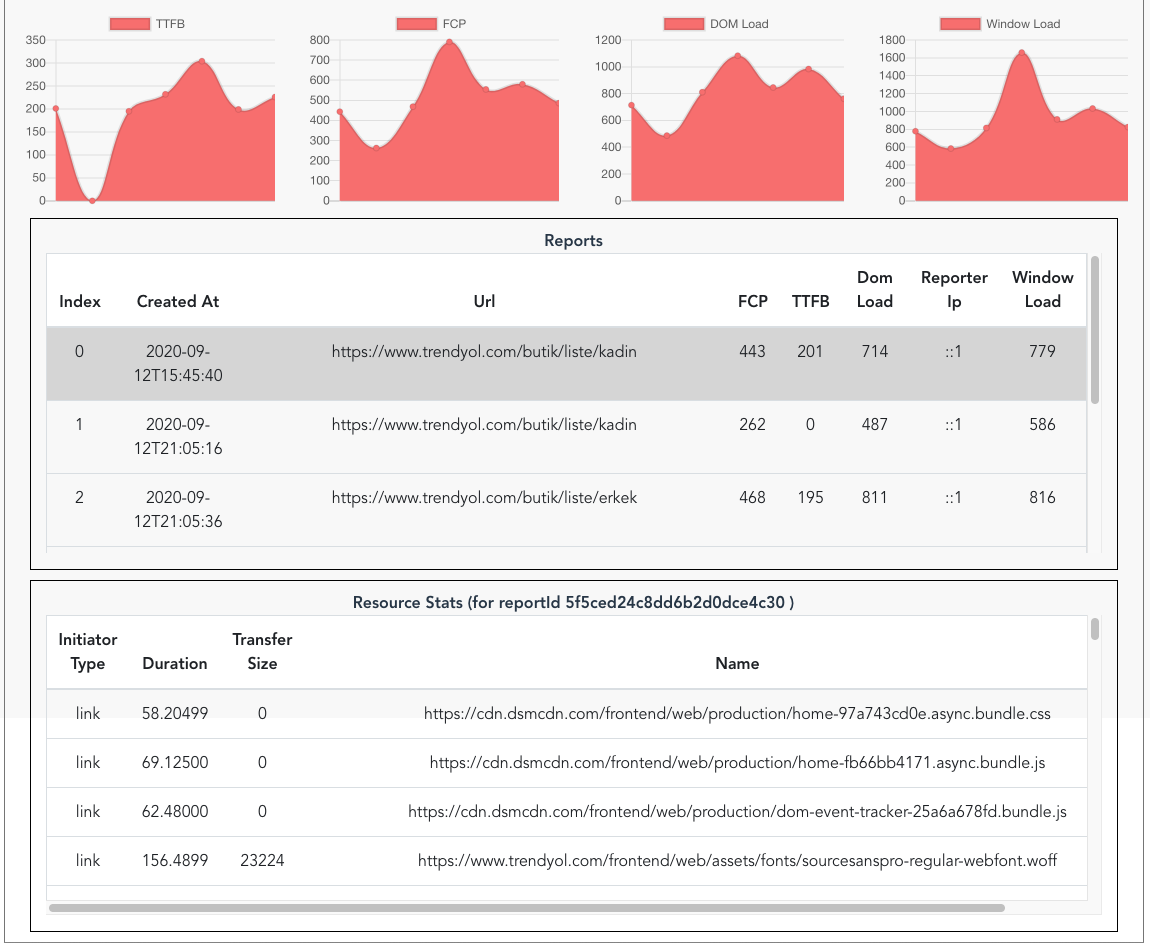 TTFB
350
300
250
200
150
100
50
0
FCP
800
700
600
500
400
300
200
100
0
DOM Load
1200
1000
800
600
400
200
0
Window Load
1800
1600
1400
1200
1000
800
600
400
200
0
Reports
Index Created At Url FCP TTFB Dom Load Reporter Ip Window Load
0 2020-09-12T15:45:40 https://www.trendyol.com/butik/liste/kadin 443 201 714 ::1 779
1 2020-09-12T21:05:16 https://www.trendyol.com/butik/liste/kadin 262 0 487 ::1 586
2 2020-09-12T21:05:36 https://www.trendyol.com/butik/liste/erkek 468 195 811 ::1 816
Resource Stats (for reportId 5f5ced24c8dd6b2d0dce4c30 )
Initiator Type Duration Transfer Size Name
link 58.20499 0 https://cdn.dsmcdn.com/frontend/web/production/home-97a743cd0e.async.bundle.css
link 69.12500 0 https://cdn.dsmcdn.com/frontend/web/production/home-fb66bb4171.async.bundle.js
link 62.48000 0 https://cdn.dsmcdn.com/frontend/web/production/dom-event-tracker-25a6a678fd.bundle.js
link 156.4899 23224 https://www.trendyol.com/frontend/web/assets/fonts/sourcesanspro-regular-webfont.woff